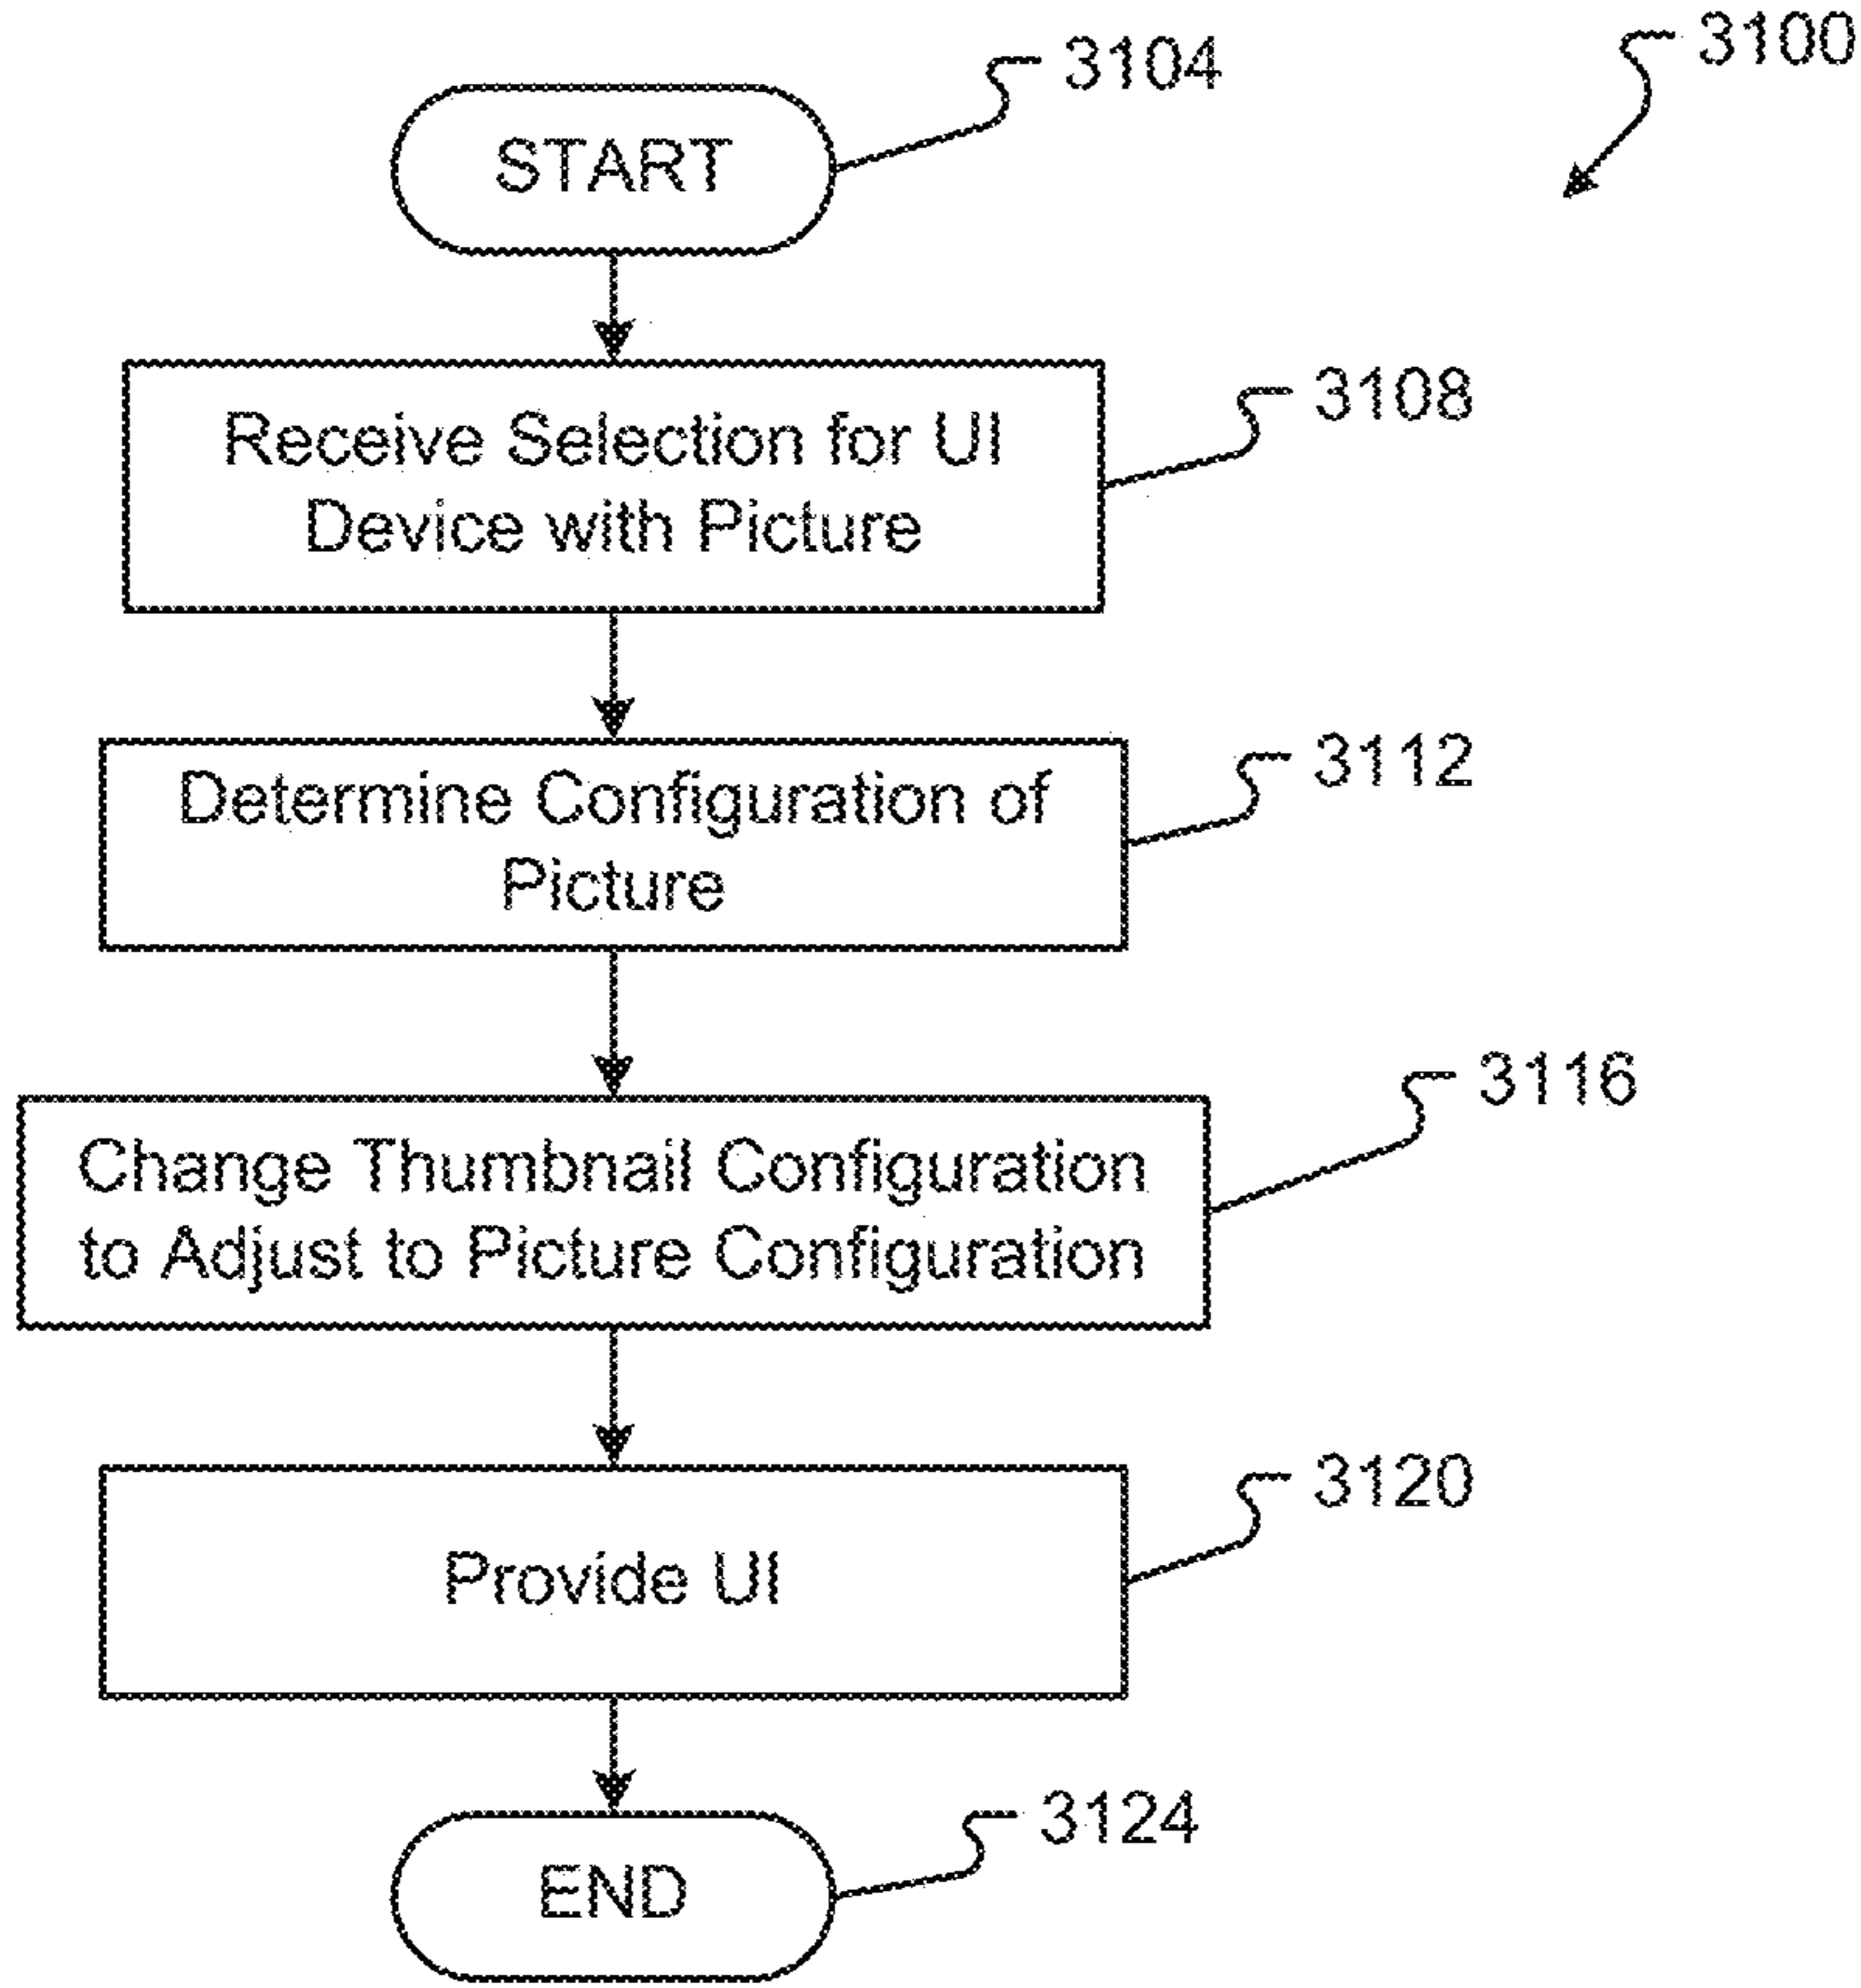 3100
3104
START
3108
Receive Selection for UI
Device with Picture
3112
Determine Configuration of
Picture
3116
Change Thumbnail Configuration
to Adjust to Picture Configuration
3120
Provide UI
3124
END